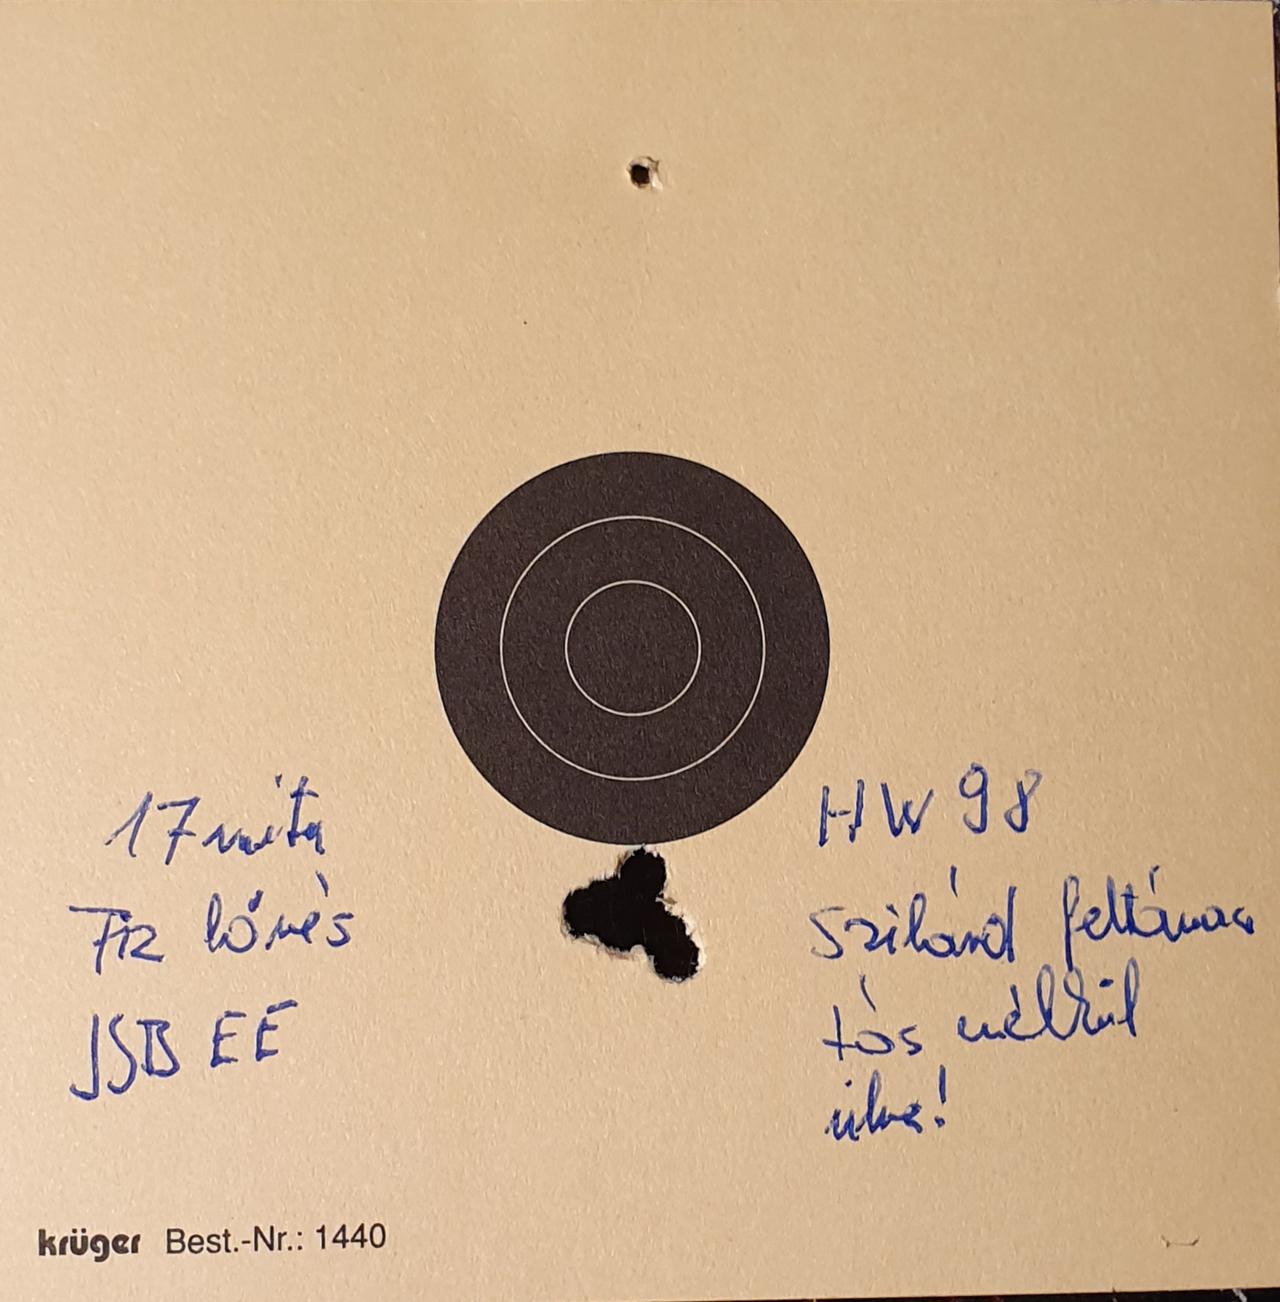 17 méter
Tíz lövés
JSB EE
HW 98
Szilárd feltámasz
tás nélkül
ülve!
krüger Best.-Nr.: 1440